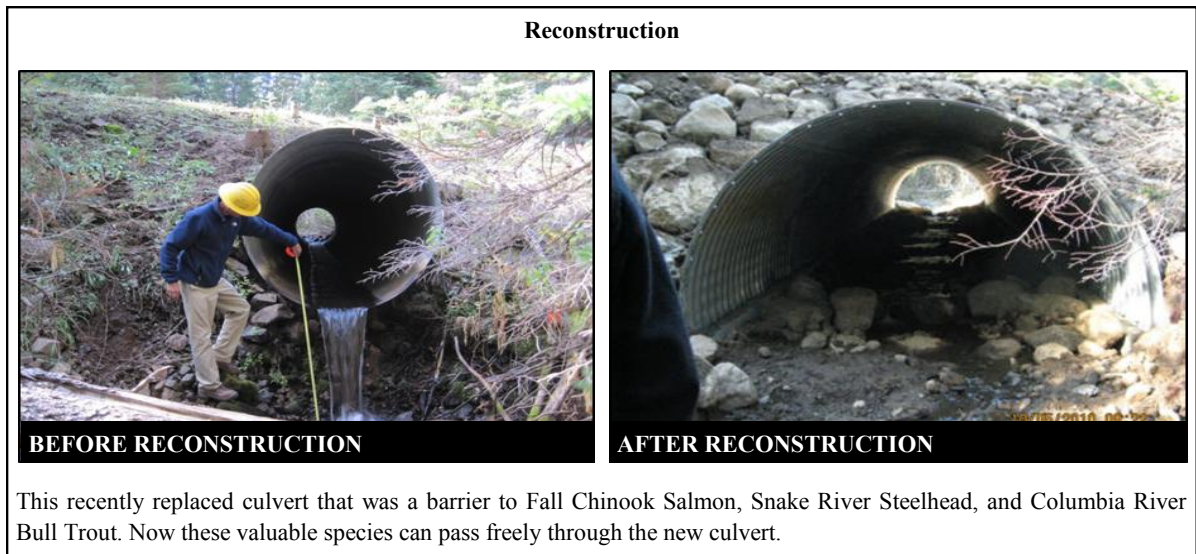 Reconstruction
BEFORE RECONSTRUCTION
AFTER RECONSTRUCTION
This recently replaced culvert that was a barrier to Fall Chinook Salmon, Snake River Steelhead, and Columbia River
Bull Trout. Now these valuable species can pass freely through the new culvert.